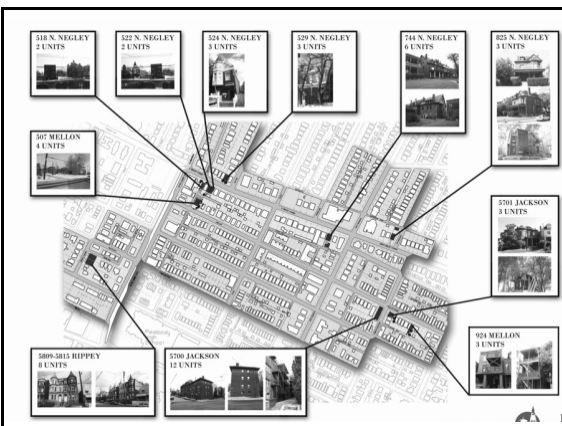 518 N. NEGLEY
2 UNITS
522 N. NEGLEY
2 UNITS
524 N. NEGLEY
3 UNITS
529 N. NEGLEY
3 UNITS
744 N. NEGLEY
6 UNITS
825 N. NEGLEY
3 UNITS
507 MELLON
4 UNITS
5701 JACKSON
3 UNITS
5809-5815 RIPPEY
8 UNITS
5700 JACKSON
12 UNITS
924 MELLON
3 UNITS